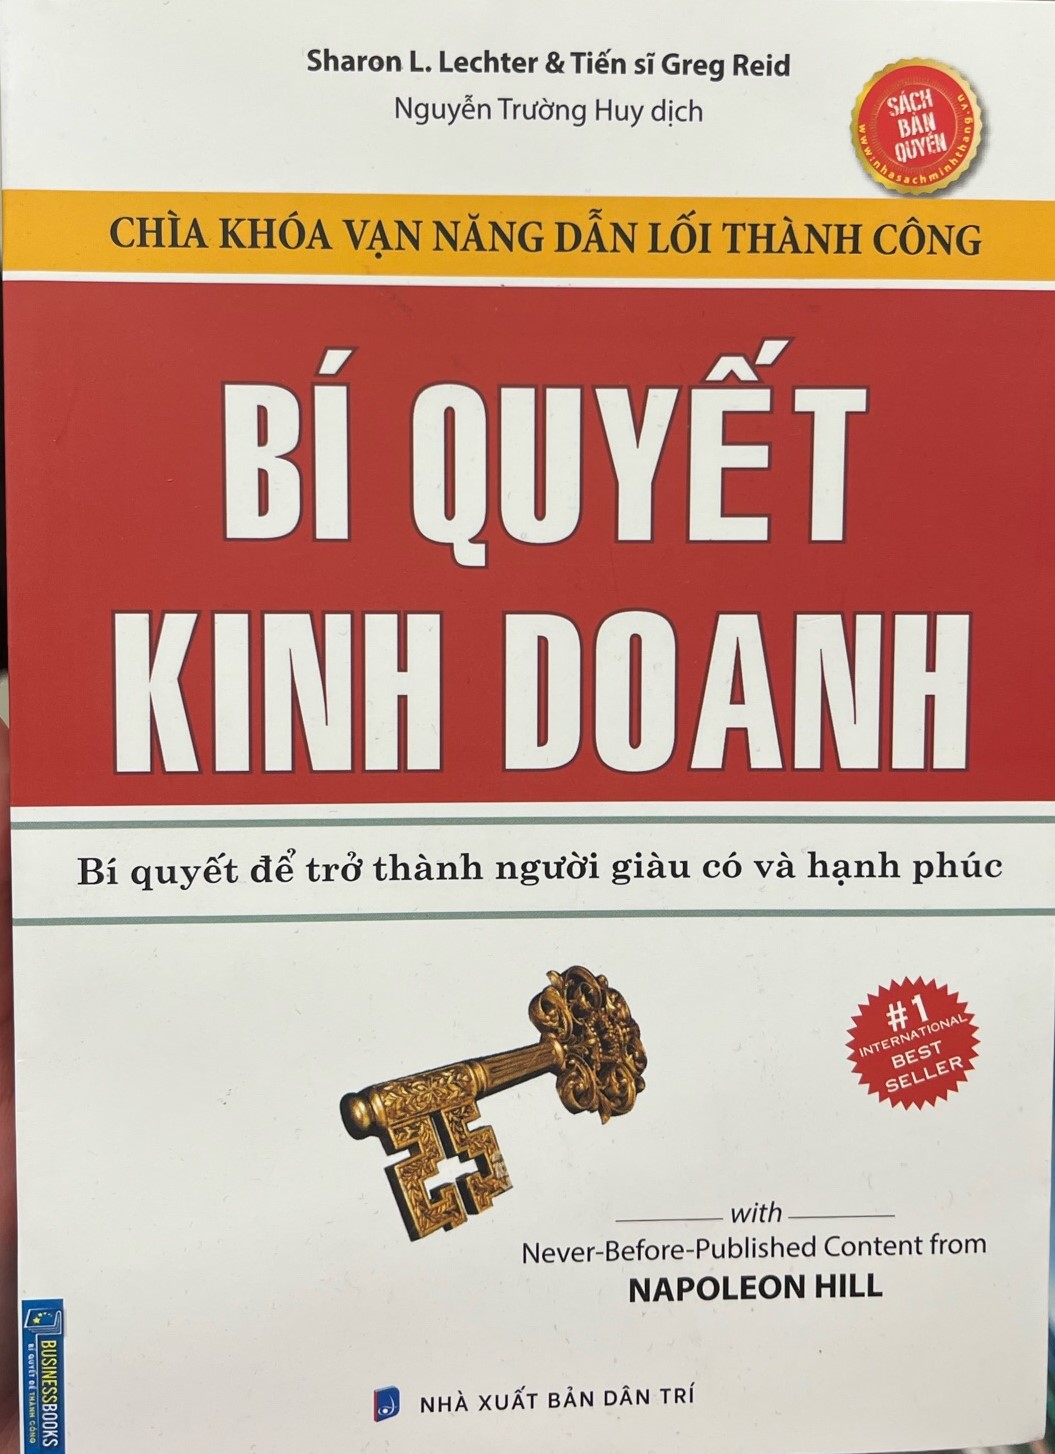 Sharon L. Lechter & Tiến sĩ Greg Reid
Nguyễn Trường Huy dịch
SÁCH
BẢN
QUYỀN
www.nhasachminhthang.vn
CHÌA KHÓA VẠN NĂNG DẪN LỐI THÀNH CÔNG
BÍ QUYẾT
KINH DOANH
Bí quyết để trở thành người giàu có và hạnh phúc
#1
INTERNATIONAL
BEST
SELLER
with
Never-Before-Published Content from
NAPOLEON HILL
BUSINESSBOOKS
BÍ QUYẾT ĐỂ THÀNH CÔNG
NHÀ XUẤT BẢN DÂN TRÍ